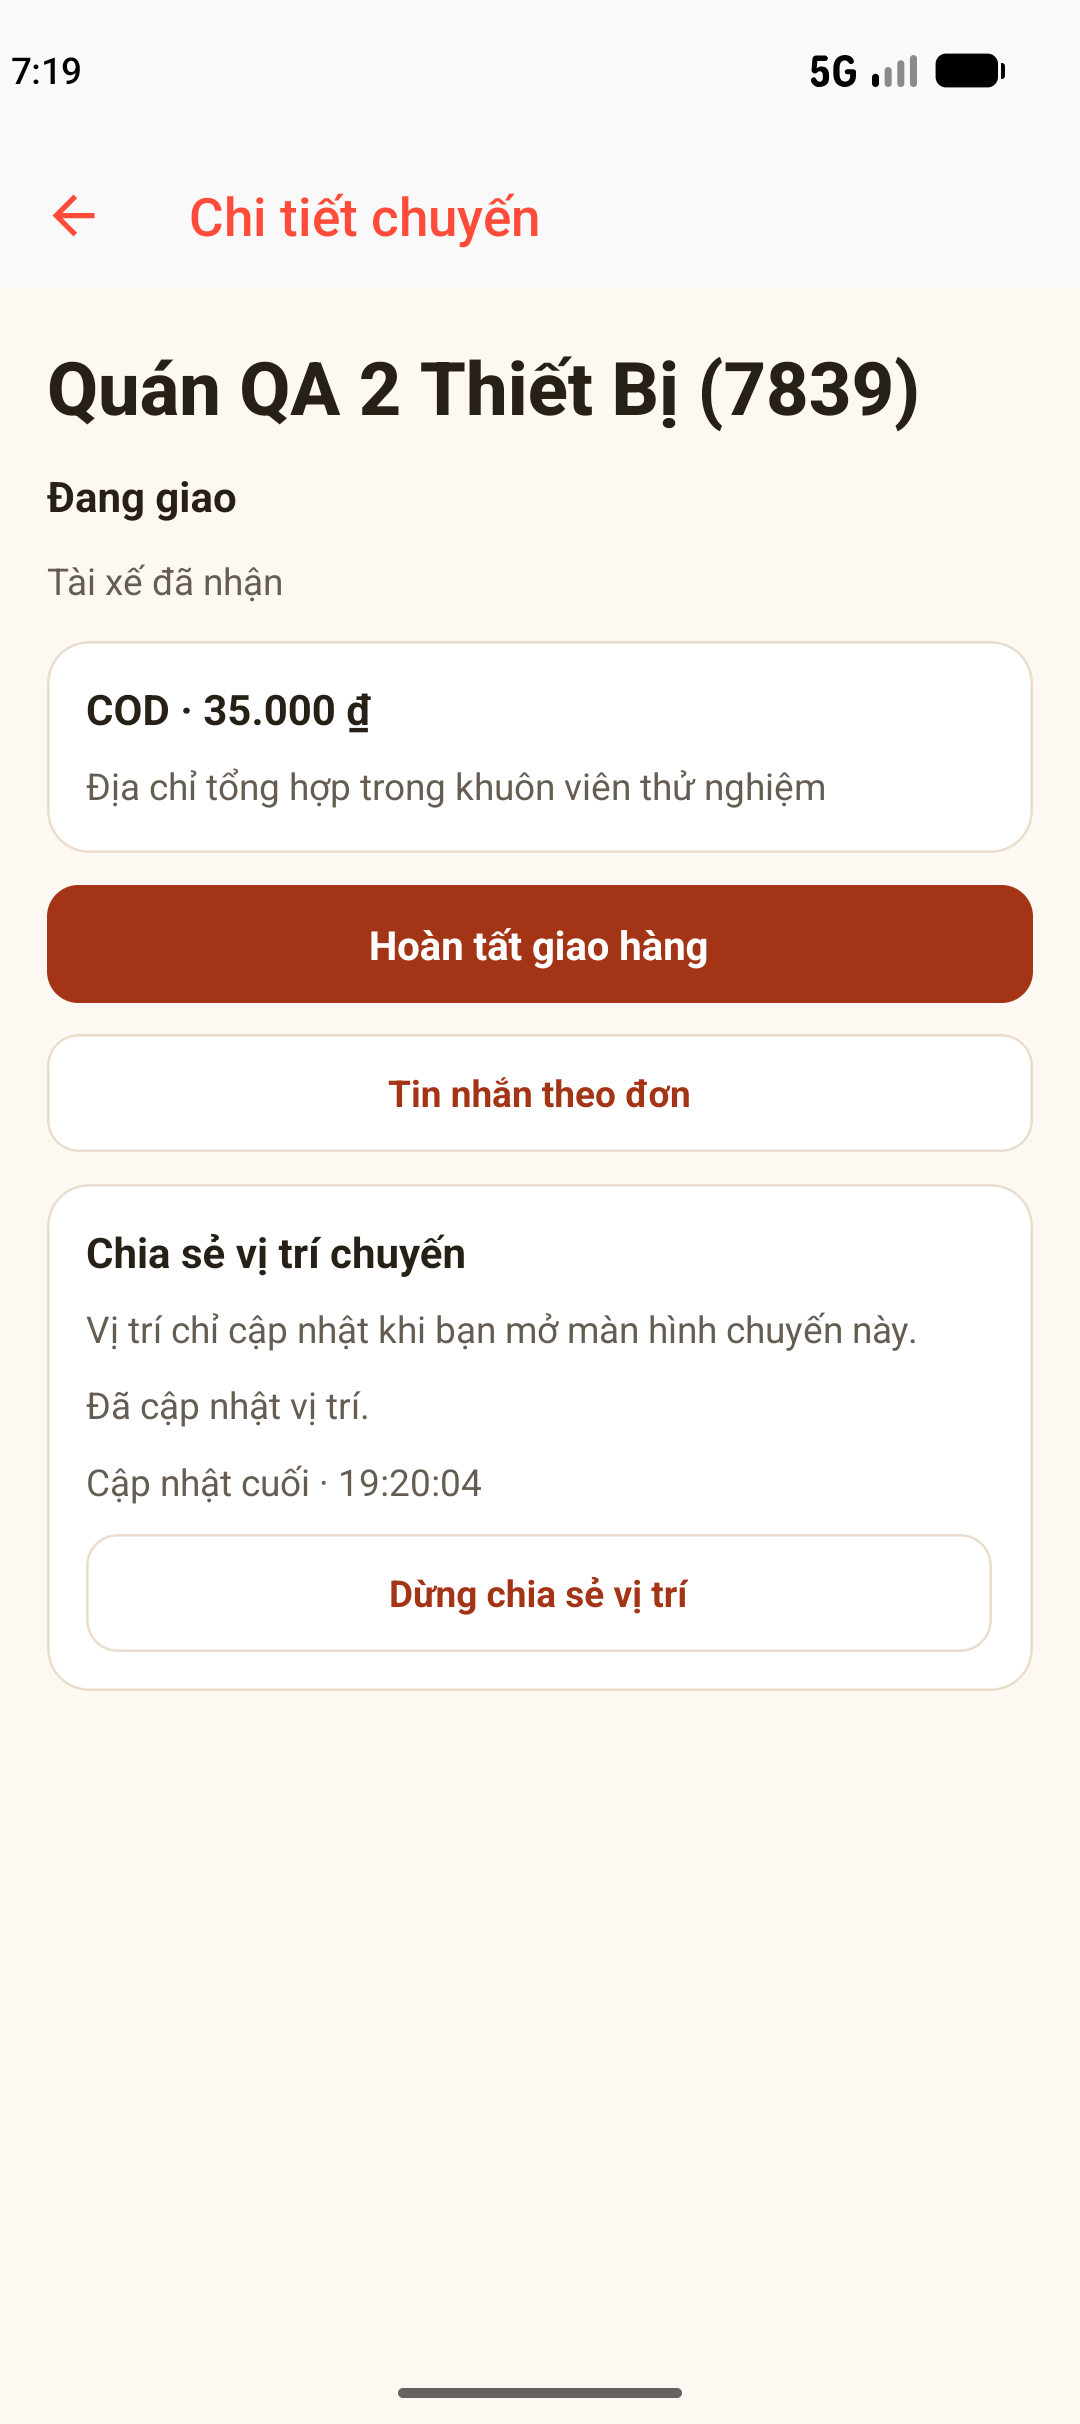 7:19
5G
Chi tiết chuyến
Quán QA 2 Thiết Bị (7839)
Đang giao
Tài xế đã nhận
COD · 35.000 ₫
Địa chỉ tổng hợp trong khuôn viên thử nghiệm
Hoàn tất giao hàng
Tin nhắn theo đơn
Chia sẻ vị trí chuyến
Vị trí chỉ cập nhật khi bạn mở màn hình chuyến này.
Đã cập nhật vị trí.
Cập nhật cuối · 19:20:04
Dừng chia sẻ vị trí